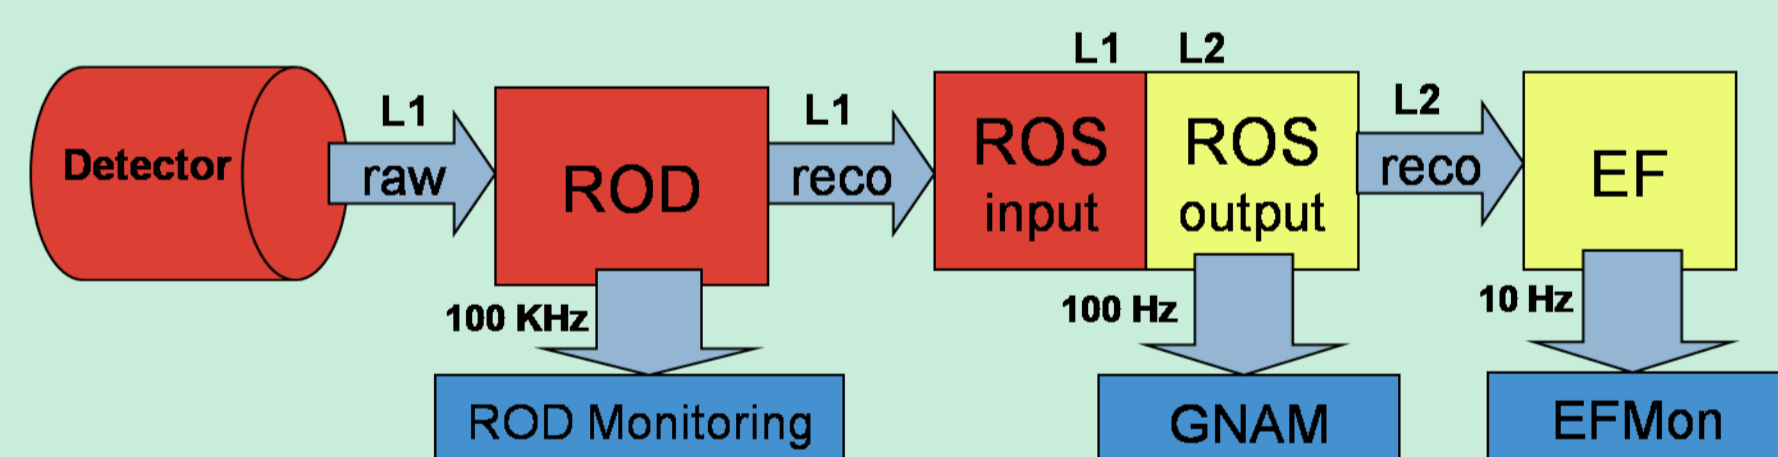 L1 L2
L1
L1
L2
Detector
raw
ROD
reco
ROS
input
ROS
output
reco
EF
100 KHz
100 Hz
10 Hz
ROD Monitoring
GNAM
EFMon